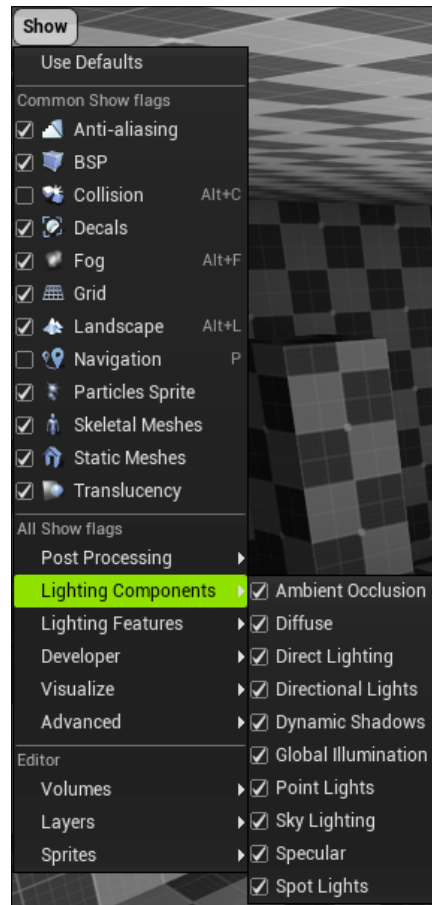 Show
Use Defaults
Common Show flags
Anti-aliasing
BSP
Collision Alt+C
Decals
Fog Alt+F
Grid
Landscape Alt+L
Navigation P
Particles Sprite
Skeletal Meshes
Static Meshes
Translucency
All Show flags
Post Processing
Lighting Components
Lighting Features
Developer
Visualize
Advanced
Editor
Volumes
Layers
Sprites
Ambient Occlusion
Diffuse
Direct Lighting
Directional Lights
Dynamic Shadows
Global Illumination
Point Lights
Sky Lighting
Specular
Spot Lights